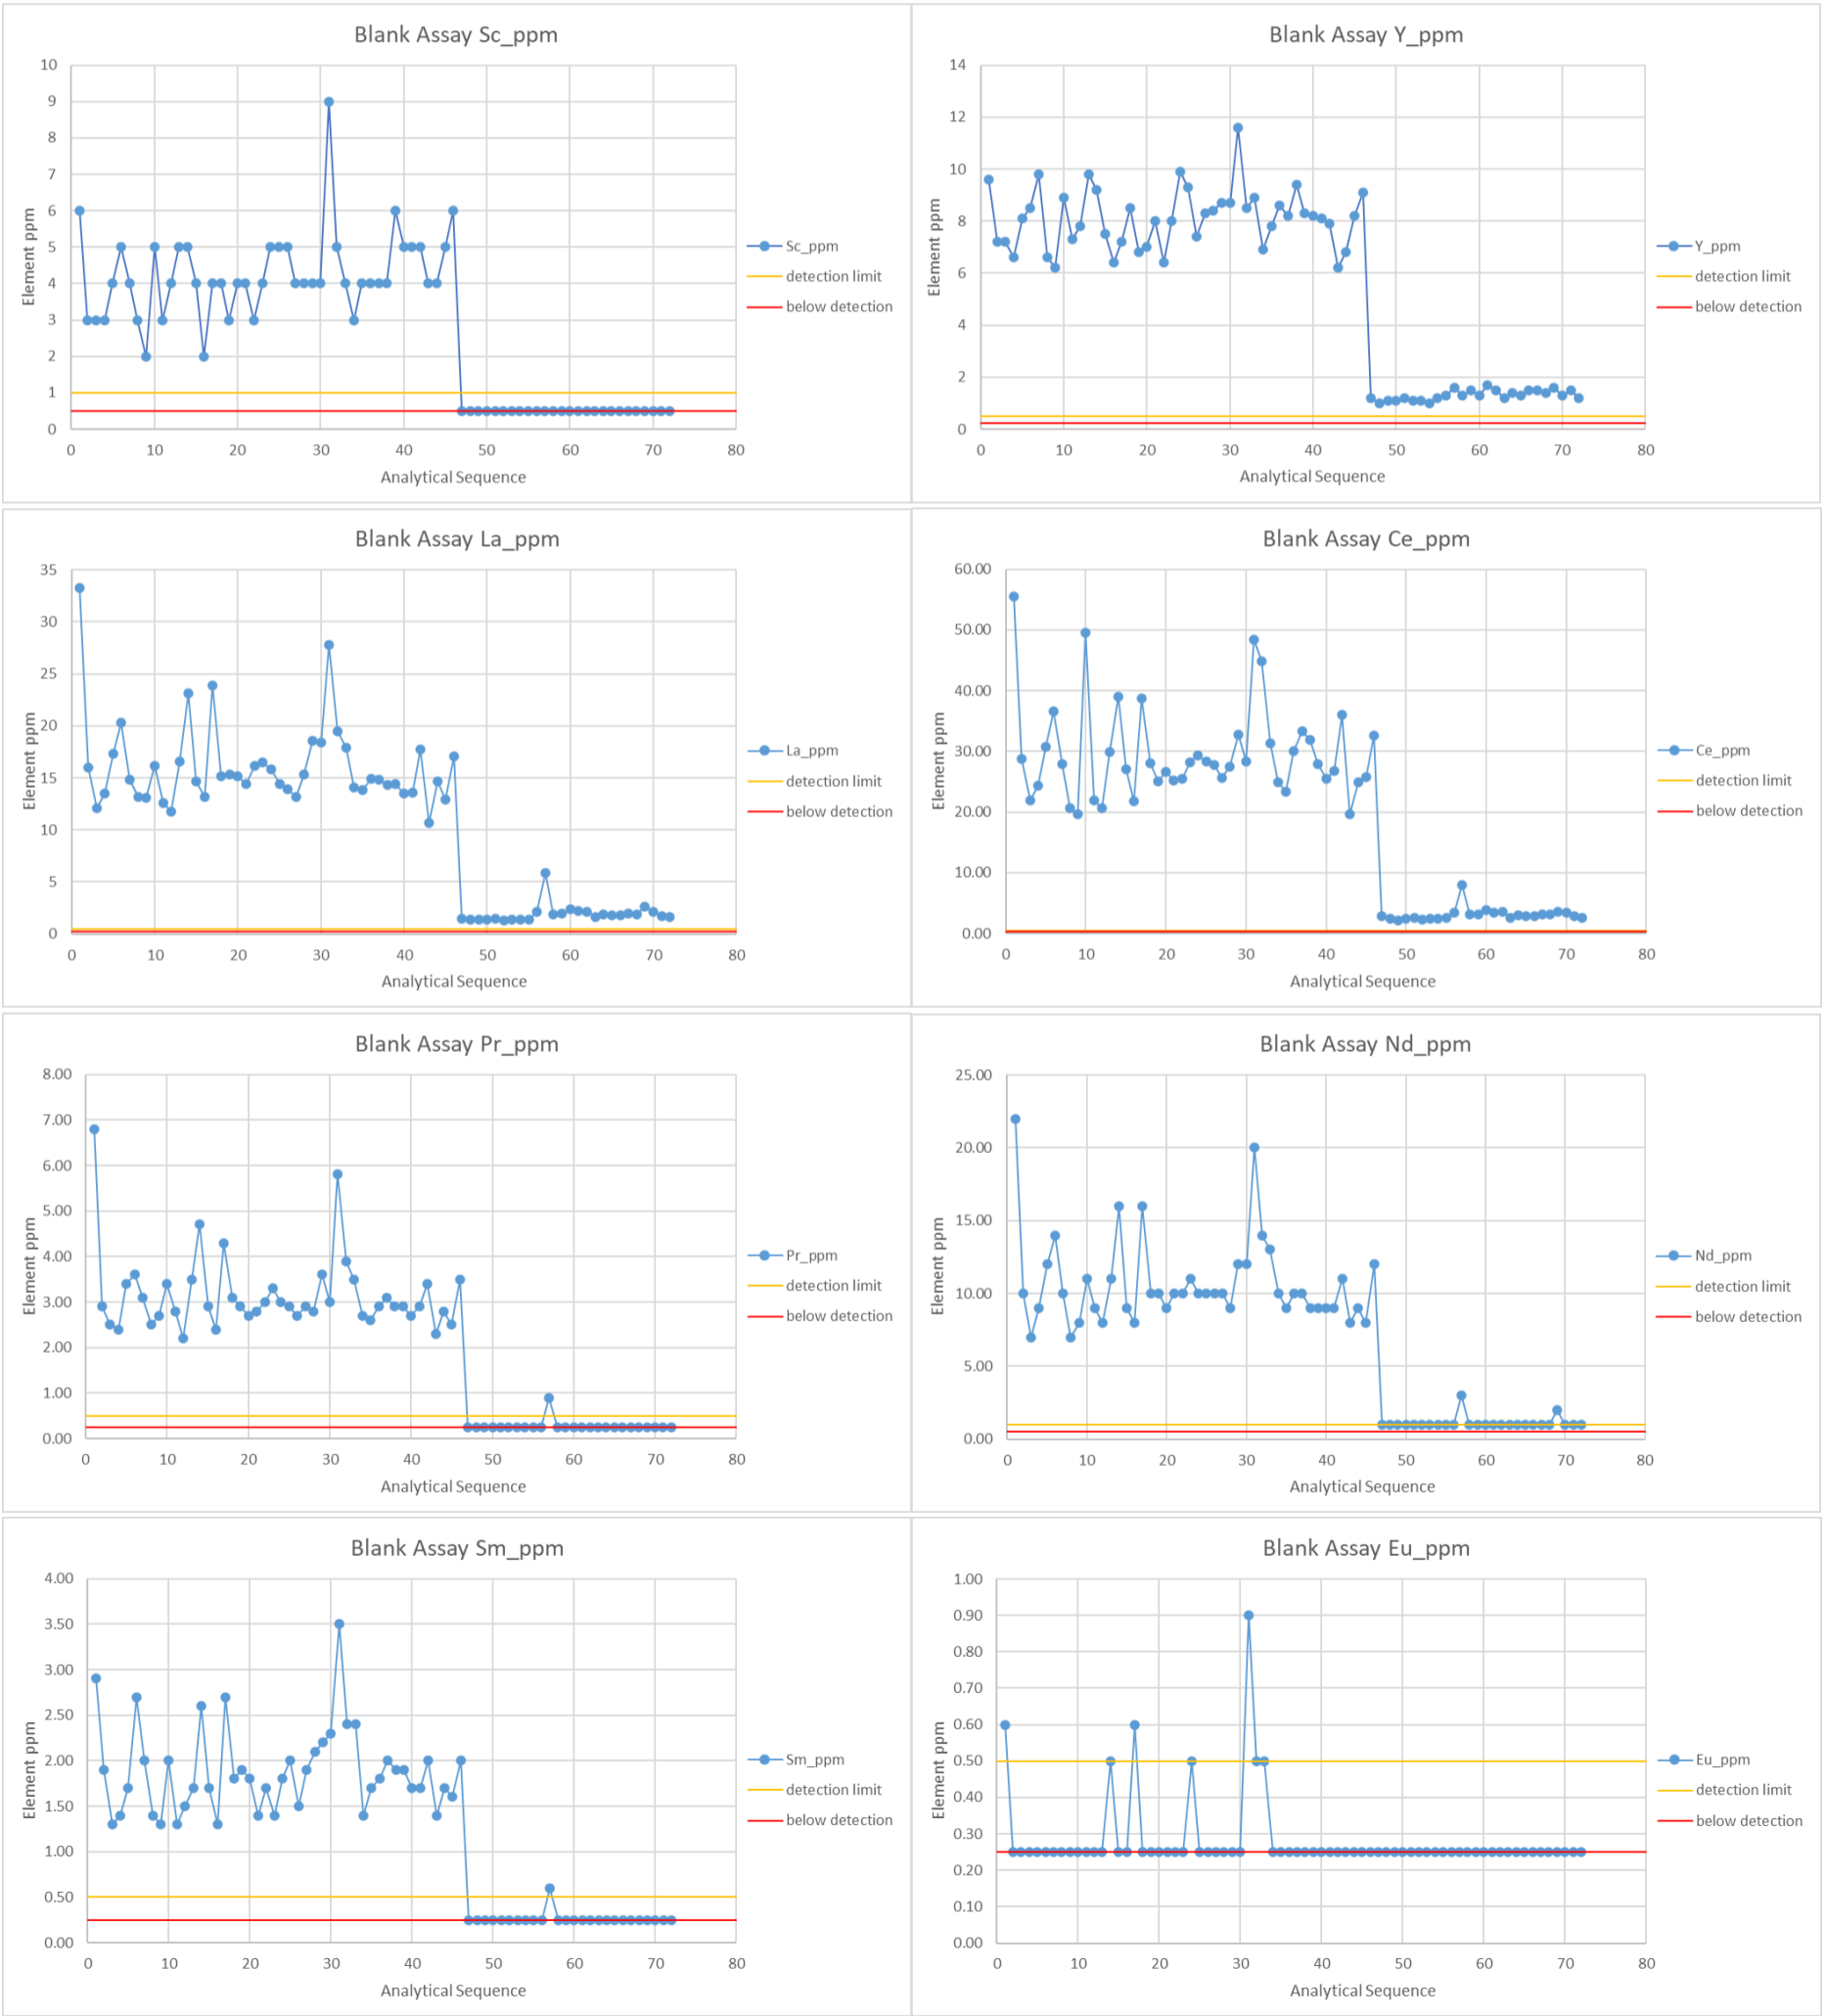 Blank Assay Sc_ppm
10
9
8
7
6
5
4
3
2
1
0
Element ppm
0 10 20 30 40 50 60 70 80
Analytical Sequence
Sc_ppm
detection limit
below detection
Blank Assay Y_ppm
14
12
10
8
6
4
2
0
Element ppm
0 10 20 30 40 50 60 70 80
Analytical Sequence
Y_ppm
detection limit
below detection
Blank Assay La_ppm
35
30
25
20
15
10
5
0
Element ppm
0 10 20 30 40 50 60 70 80
Analytical Sequence
La_ppm
detection limit
below detection
Blank Assay Ce_ppm
60.00
50.00
40.00
30.00
20.00
10.00
0.00
Element ppm
0 10 20 30 40 50 60 70 80
Analytical Sequence
Ce_ppm
detection limit
below detection
Blank Assay Pr_ppm
8.00
7.00
6.00
5.00
4.00
3.00
2.00
1.00
0.00
Element ppm
0 10 20 30 40 50 60 70 80
Analytical Sequence
Pr_ppm
detection limit
below detection
Blank Assay Nd_ppm
25.00
20.00
15.00
10.00
5.00
0.00
Element ppm
0 10 20 30 40 50 60 70 80
Analytical Sequence
Nd_ppm
detection limit
below detection
Blank Assay Sm_ppm
4.00
3.50
3.00
2.50
2.00
1.50
1.00
0.50
0.00
Element ppm
0 10 20 30 40 50 60 70 80
Analytical Sequence
Sm_ppm
detection limit
below detection
Blank Assay Eu_ppm
1.00
0.90
0.80
0.70
0.60
0.50
0.40
0.30
0.20
0.10
0.00
Element ppm
0 10 20 30 40 50 60 70 80
Analytical Sequence
Eu_ppm
detection limit
below detection